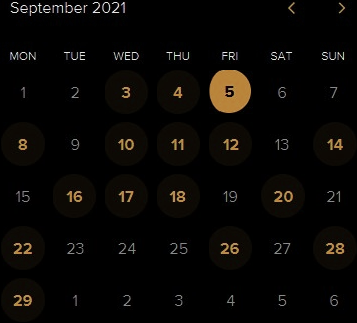 September 2021
MON TUE WED THU FRI SAT SUN
1 2 3 4 5 6 7
8 9 10 11 12 13 14
15 16 17 18 19 20 21
22 23 24 25 26 27 28
29 1 2 3 4 5 6